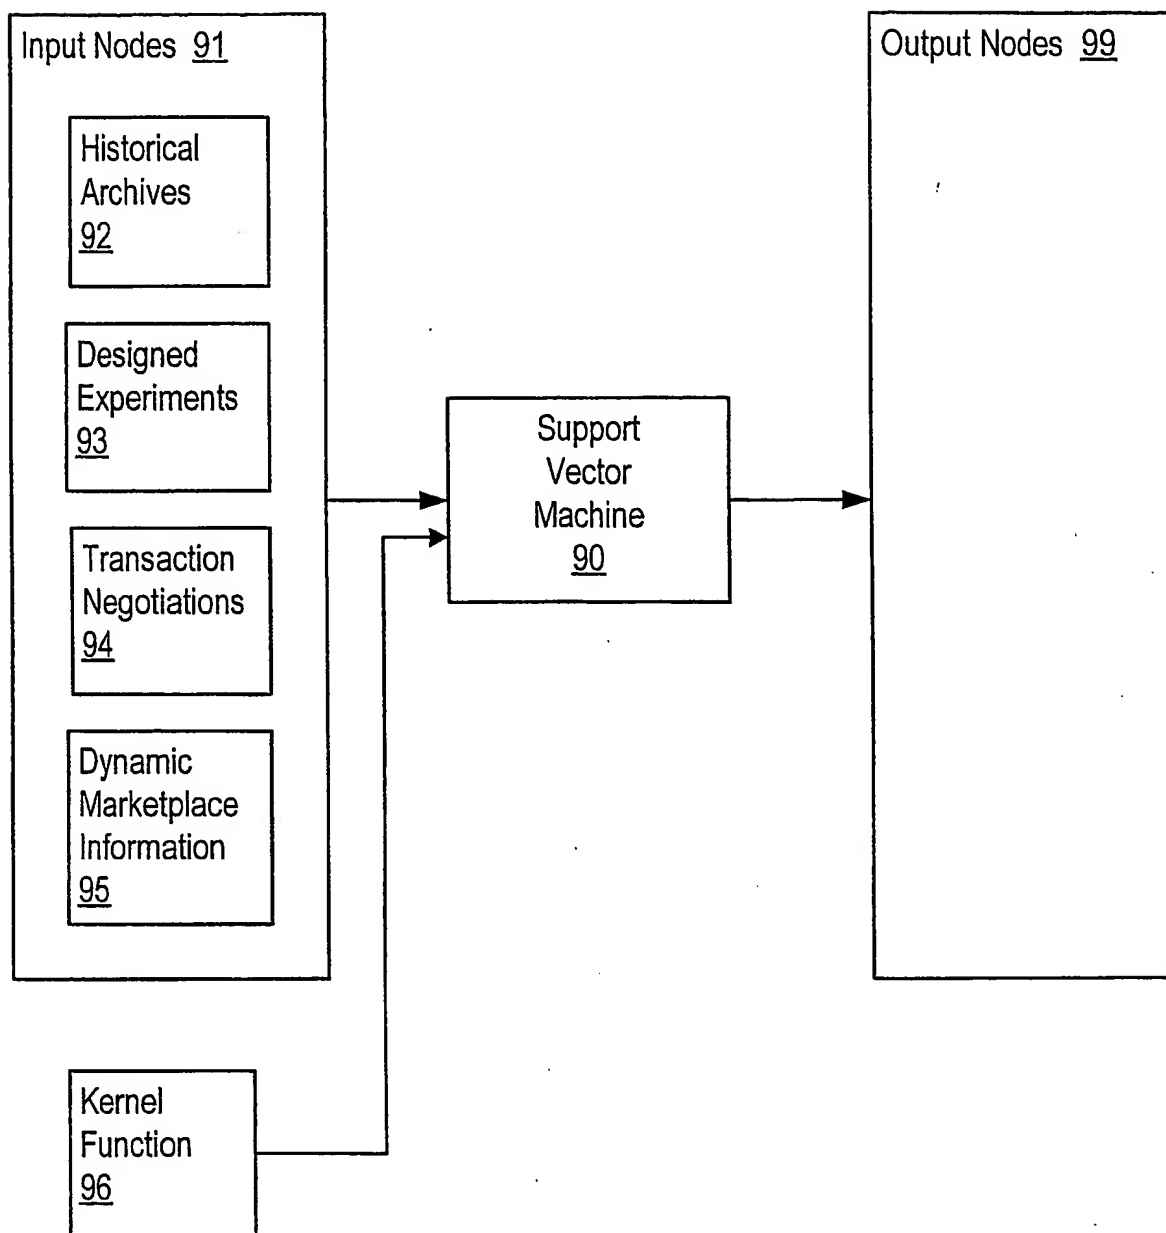 Input Nodes 91
Historical
Archives
92
Designed
Experiments
93
Transaction
Negotiations
94
Dynamic
Marketplace
Information
95
Kernel
Function
96
Support
Vector
Machine
90
Output Nodes 99